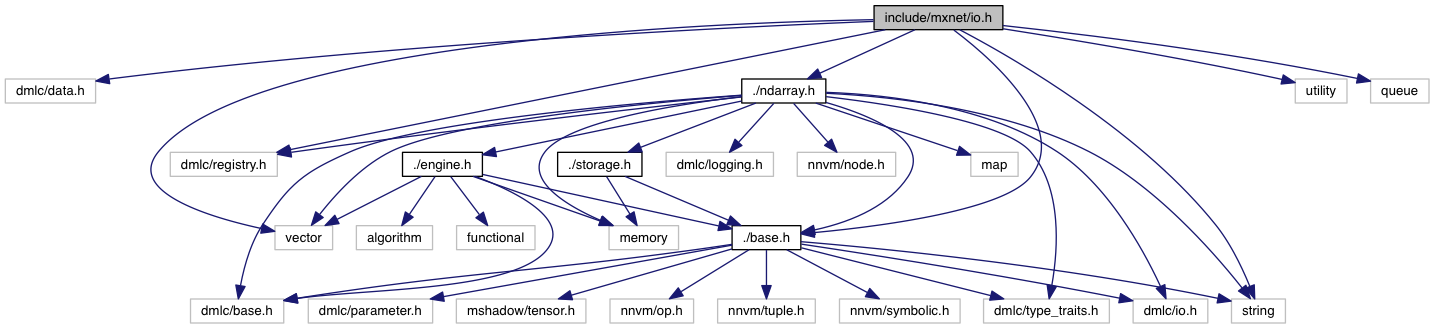 include/mxnet/io.h
dmlc/data.h
./ndarray.h
utility
queue
dmlc/registry.h
./engine.h
./storage.h
dmlc/logging.h
nnvm/node.h
map
vector
algorithm
functional
memory
./base.h
dmlc/base.h
dmlc/parameter.h
mshadow/tensor.h
nnvm/op.h
nnvm/tuple.h
nnvm/symbolic.h
dmlc/type_traits.h
dmlc/io.h
string